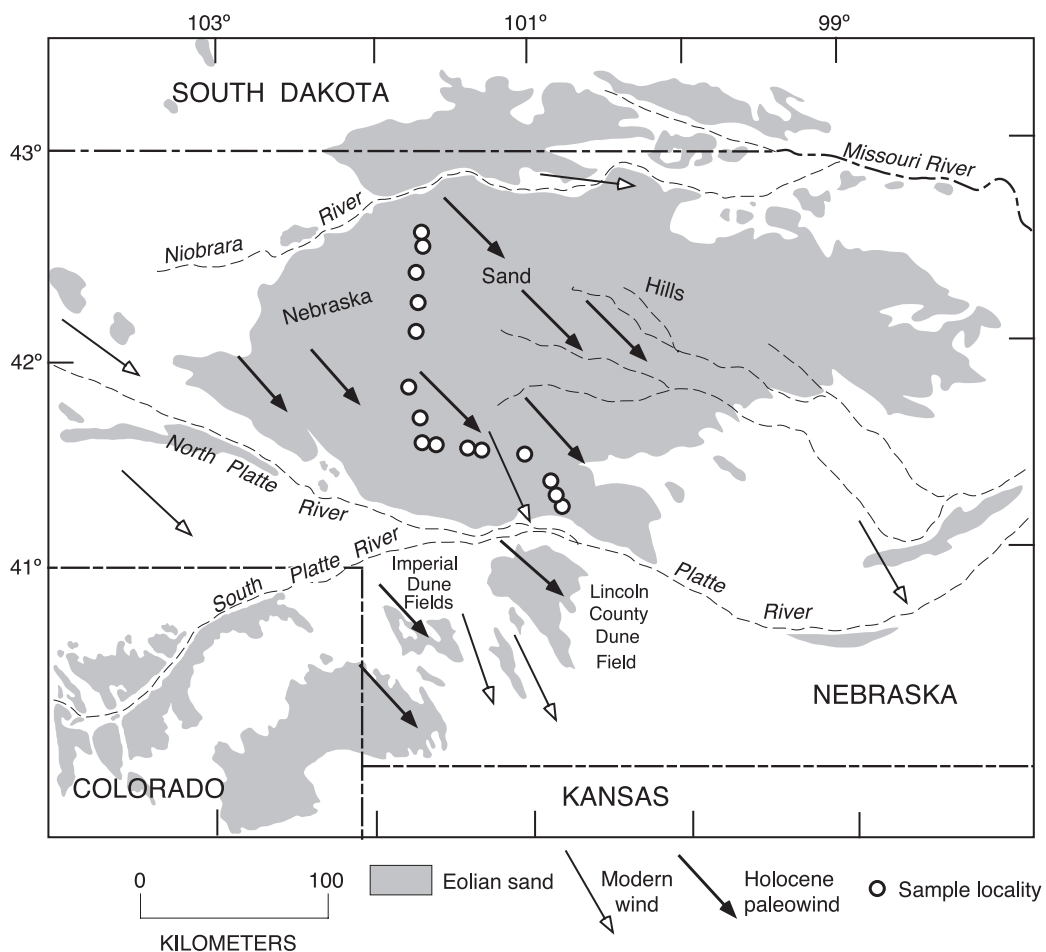 103° 101° 99°
SOUTH DAKOTA
43°
Missouri River
Niobrara River
Sand
Hills
Nebraska
42°
North Platte
River
41°
South Platte River
Imperial
Dune
Fields
Lincoln
County
Dune
Field
Platte
River
NEBRASKA
COLORADO
KANSAS
0 100
KILOMETERS
Eolian sand
Modern
wind
Holocene
paleowind
Sample locality